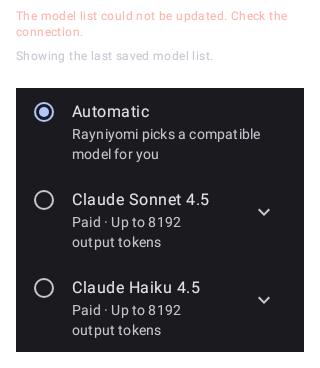 The model list could not be updated. Check the
connection.
Showing the last saved model list.
Automatic
Rayniyomi picks a compatible
model for you
Claude Sonnet 4.5
Paid · Up to 8192
output tokens
Claude Haiku 4.5
Paid · Up to 8192
output tokens